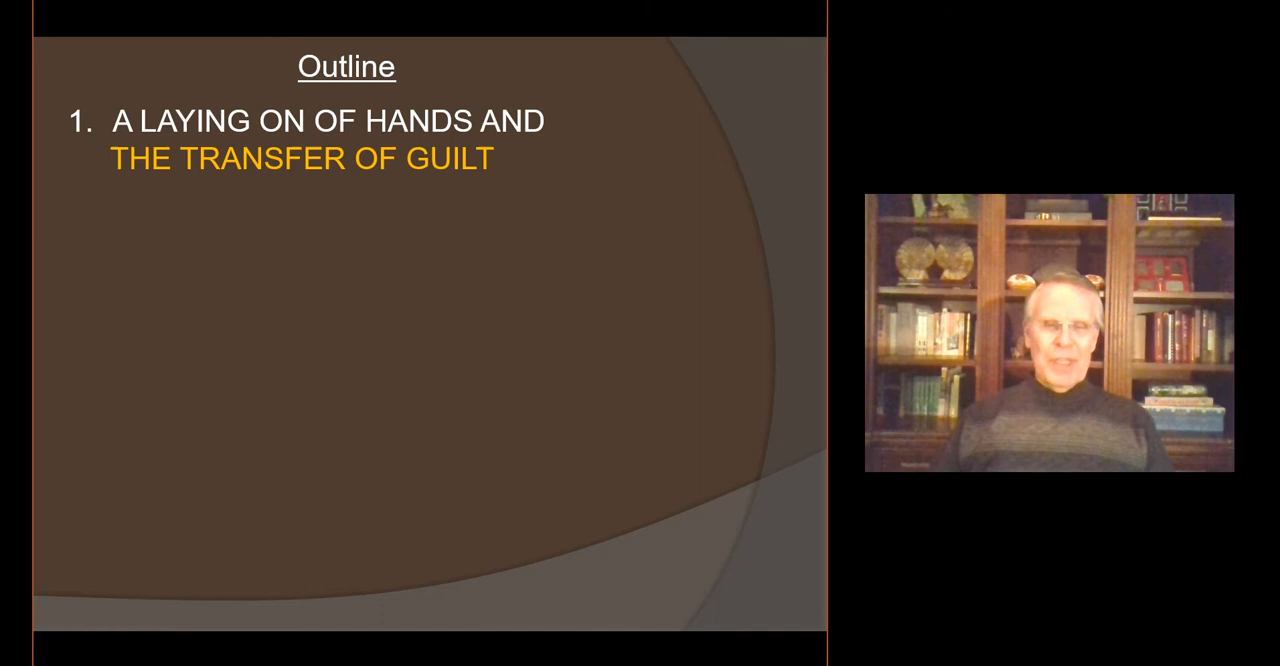 Outline
1. A LAYING ON OF HANDS AND
THE TRANSFER OF GUILT